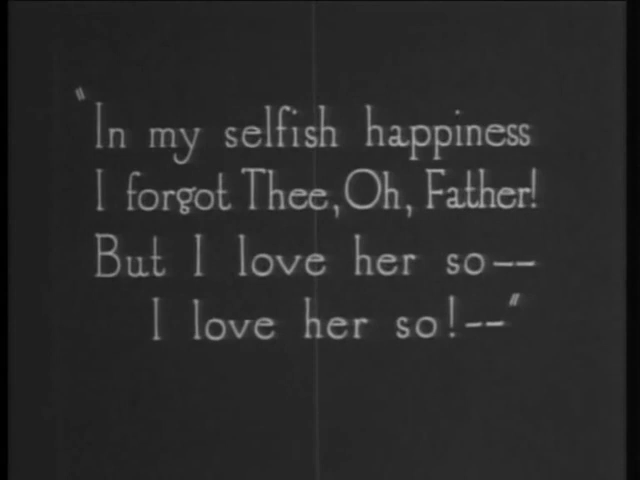 "In my selfish happiness
I forgot Thee, Oh, Father!
But I love her so--
I love her so!--"